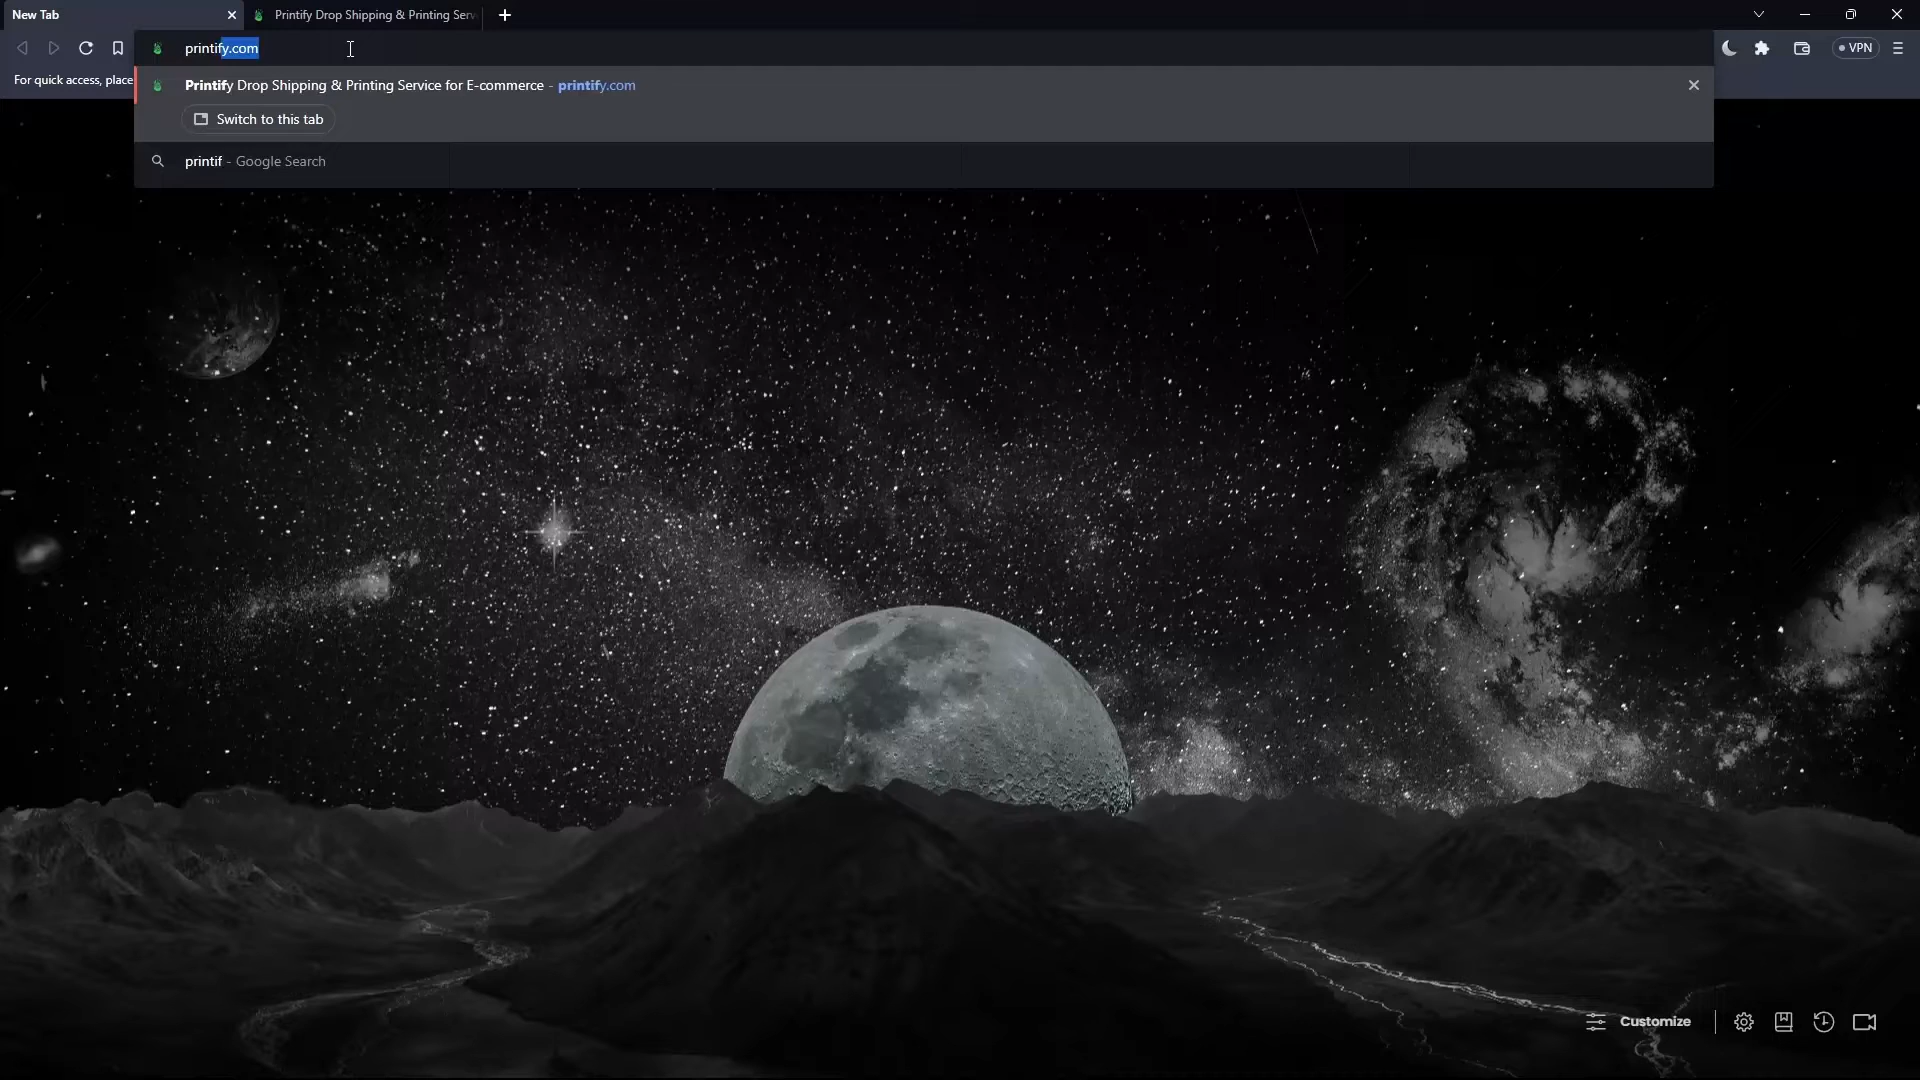 New Tab
Printify Drop Shipping & Printing Serv
printify.com
VPN
For quick access, place
Printify Drop Shipping & Printing Service for E-commerce - printify.com
Switch to this tab
printif - Google Search
Customize